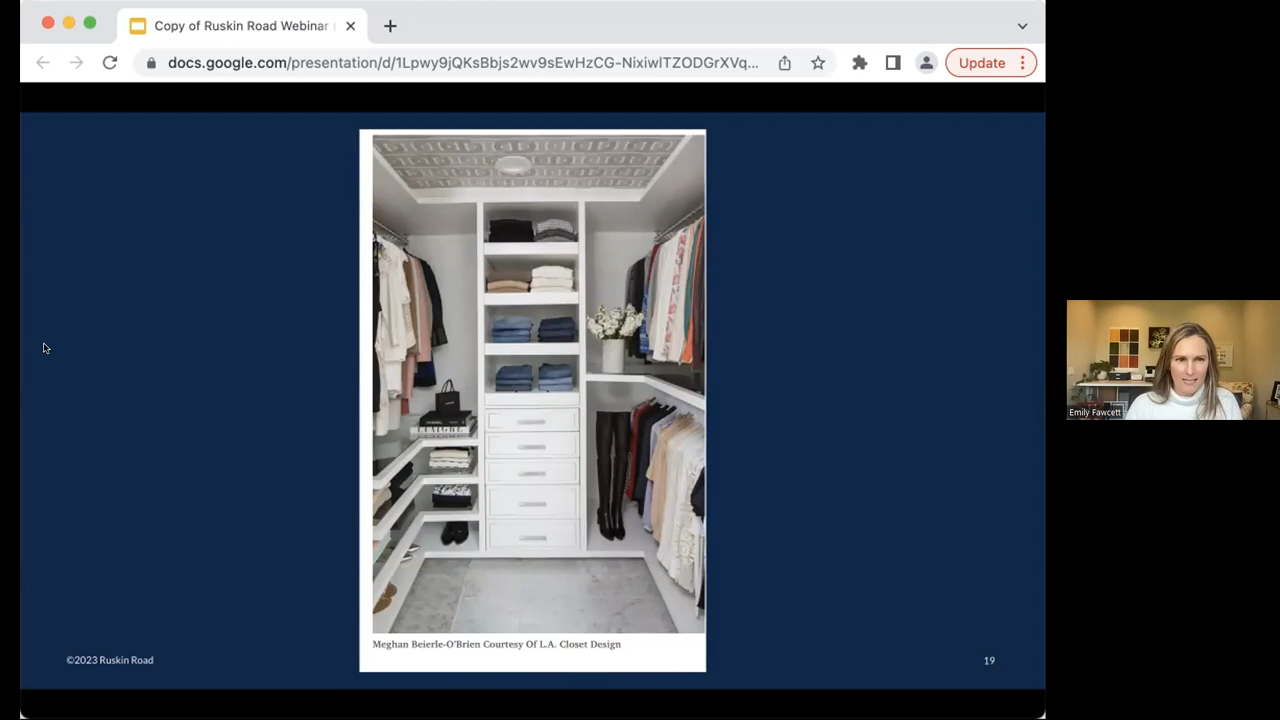 Copy of Ruskin Road Webinar
docs.google.com/presentation/d/1Lpwy9jQKsBbjs2wv9sEwHzCG-NixiwlTZODGrXVq...
Update
Meghan Beierle-O'Brien Courtesy Of L.A. Closet Design
©2023 Ruskin Road
19
Emily Fawcett